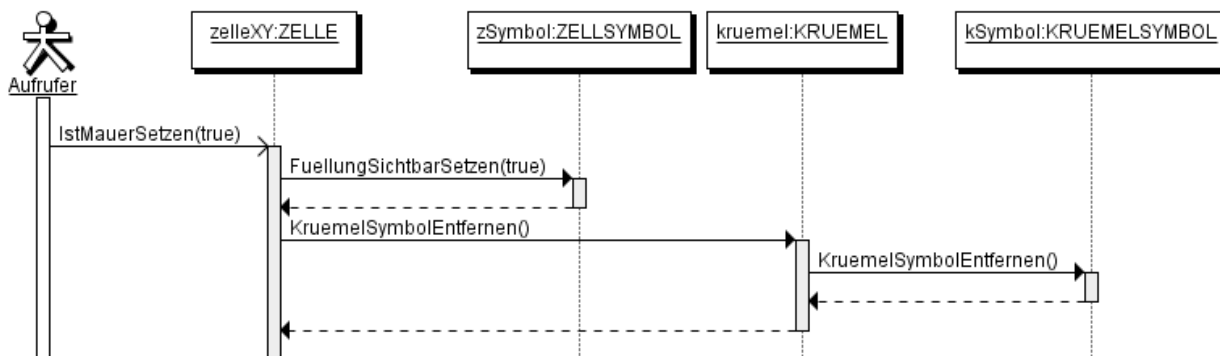 zelleXY:ZELLE
zSymbol:ZELLSYMBOL
kruemel:KRUEMEL
kSymbol:KRUEMELSYMBOL
Aufrufer
IstMauerSetzen(true)
FuellungSichtbarSetzen(true)
KruemelSymbolEntfernen()
KruemelSymbolEntfernen()